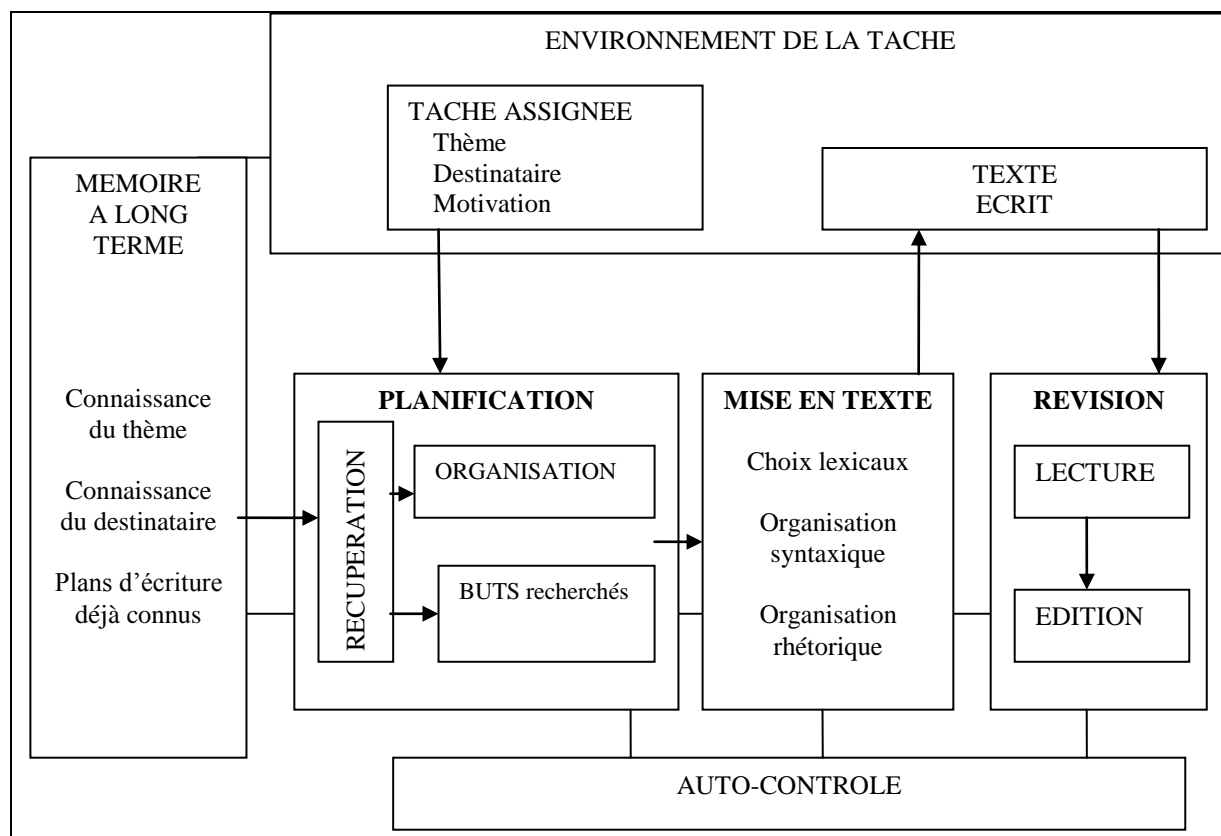 ENVIRONNEMENT DE LA TACHE
TACHE ASSIGNEE
Thème
Destinataire
Motivation
TEXTE
ECRIT
MEMOIRE
A LONG
TERME
Connaissance
du thème
Connaissance
du destinataire
Plans d’écriture
déjà connus
PLANIFICATION
RECUPERATION
ORGANISATION
BUTS recherchés
MISE EN TEXTE
Choix lexicaux
Organisation
syntaxique
Organisation
rhétorique
REVISION
LECTURE
EDITION
AUTO-CONTROLE